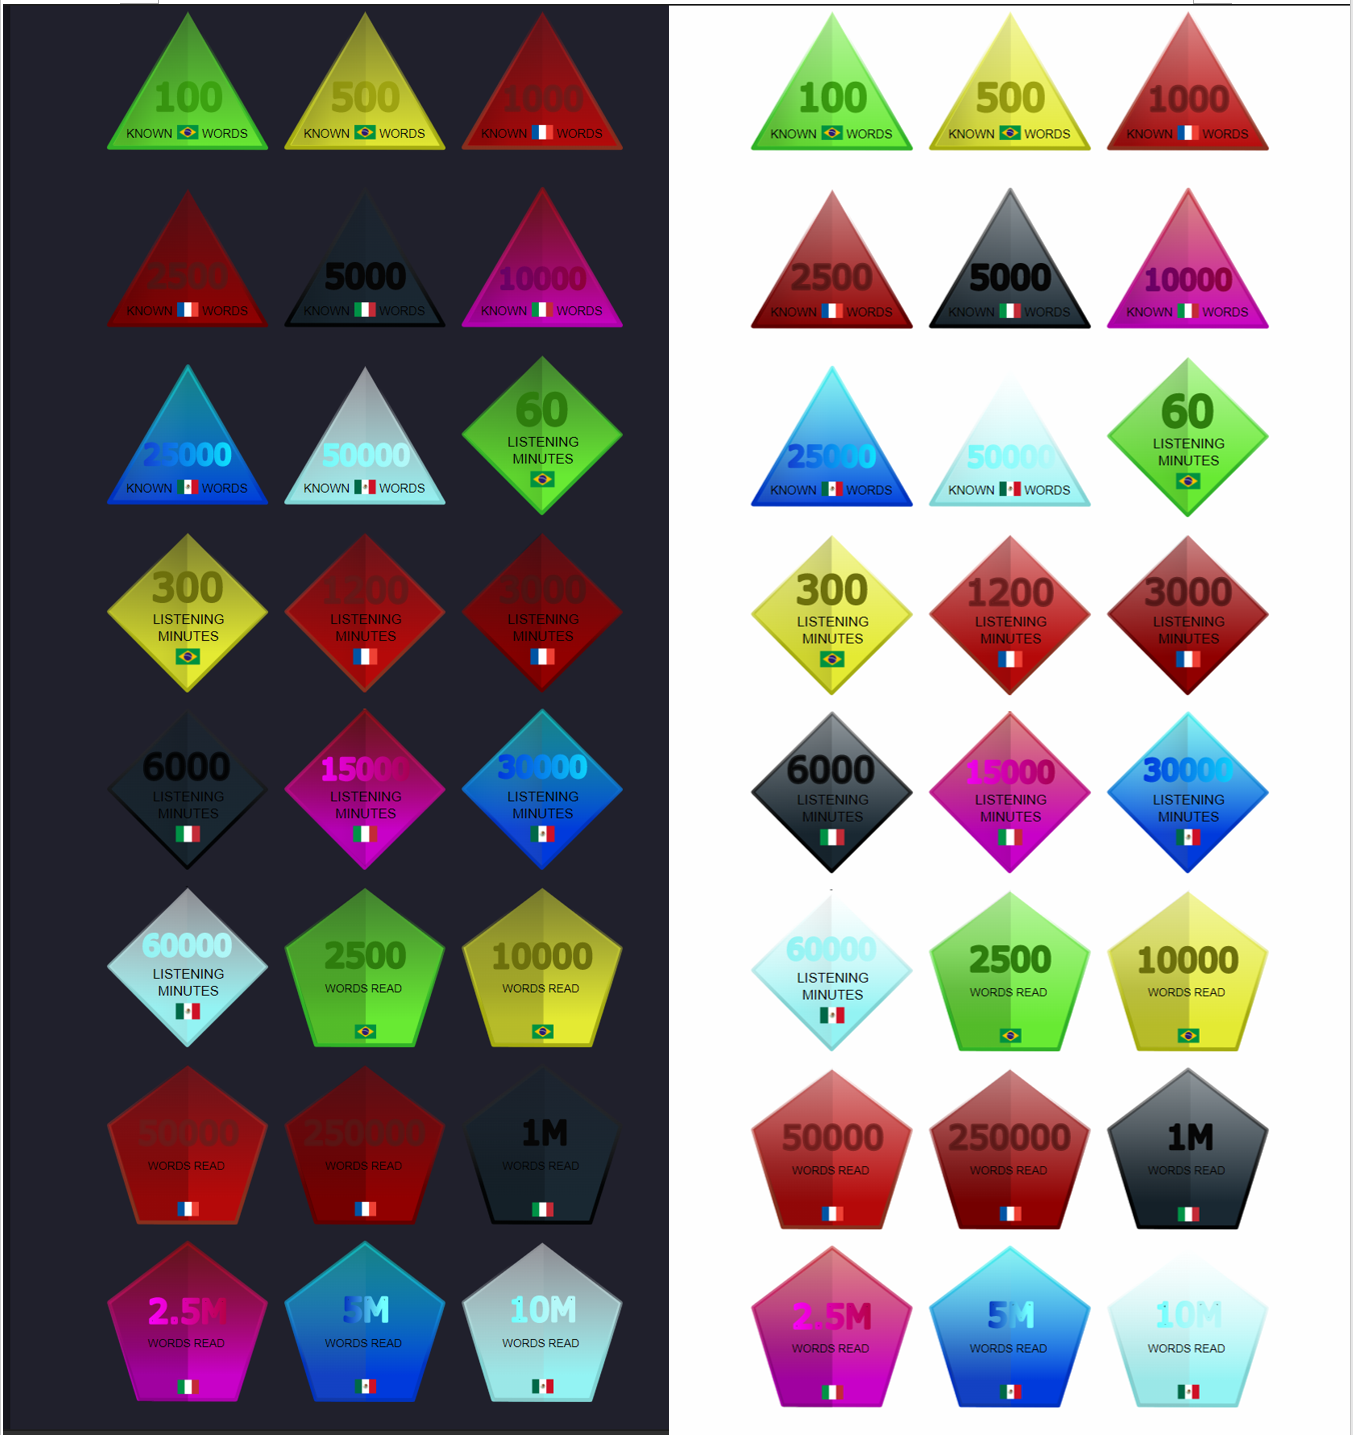 100
KNOWN WORDS
500
KNOWN WORDS
1000
KNOWN WORDS
2500
KNOWN WORDS
5000
KNOWN WORDS
10000
KNOWN WORDS
25000
KNOWN WORDS
50000
KNOWN WORDS
60
LISTENING
MINUTES
300
LISTENING
MINUTES
1200
LISTENING
MINUTES
3000
LISTENING
MINUTES
6000
LISTENING
MINUTES
15000
LISTENING
MINUTES
30000
LISTENING
MINUTES
60000
LISTENING
MINUTES
2500
WORDS READ
10000
WORDS READ
50000
WORDS READ
250000
WORDS READ
1M
WORDS READ
2.5M
WORDS READ
5M
WORDS READ
10M
WORDS READ
100
KNOWN WORDS
500
KNOWN WORDS
1000
KNOWN WORDS
2500
KNOWN WORDS
5000
KNOWN WORDS
10000
KNOWN WORDS
25000
KNOWN WORDS
50000
KNOWN WORDS
60
LISTENING
MINUTES
300
LISTENING
MINUTES
1200
LISTENING
MINUTES
3000
LISTENING
MINUTES
6000
LISTENING
MINUTES
15000
LISTENING
MINUTES
30000
LISTENING
MINUTES
60000
LISTENING
MINUTES
2500
WORDS READ
10000
WORDS READ
50000
WORDS READ
250000
WORDS READ
1M
WORDS READ
2.5M
WORDS READ
5M
WORDS READ
10M
WORDS READ